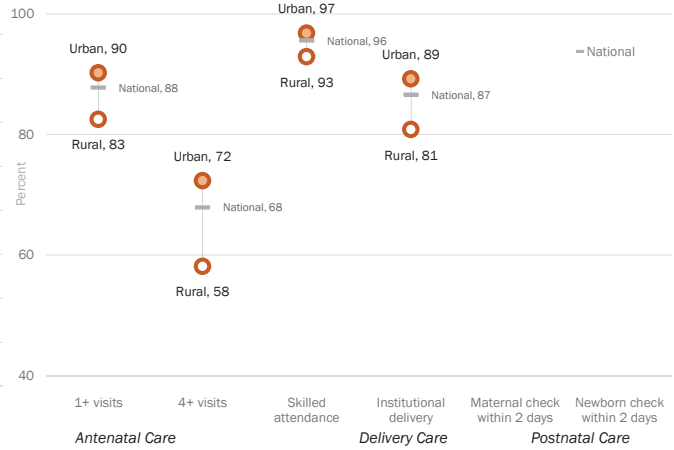 100
80
60
40
Percent
Urban, 90
National, 88
Rural, 83
Urban, 72
National, 68
Rural, 58
Urban, 97
National, 96
Rural, 93
Urban, 89
National, 87
Rural, 81
National
1+ visits
4+ visits
Skilled
attendance
Institutional
delivery
Maternal check
within 2 days
Newborn check
within 2 days
Antenatal Care
Delivery Care
Postnatal Care